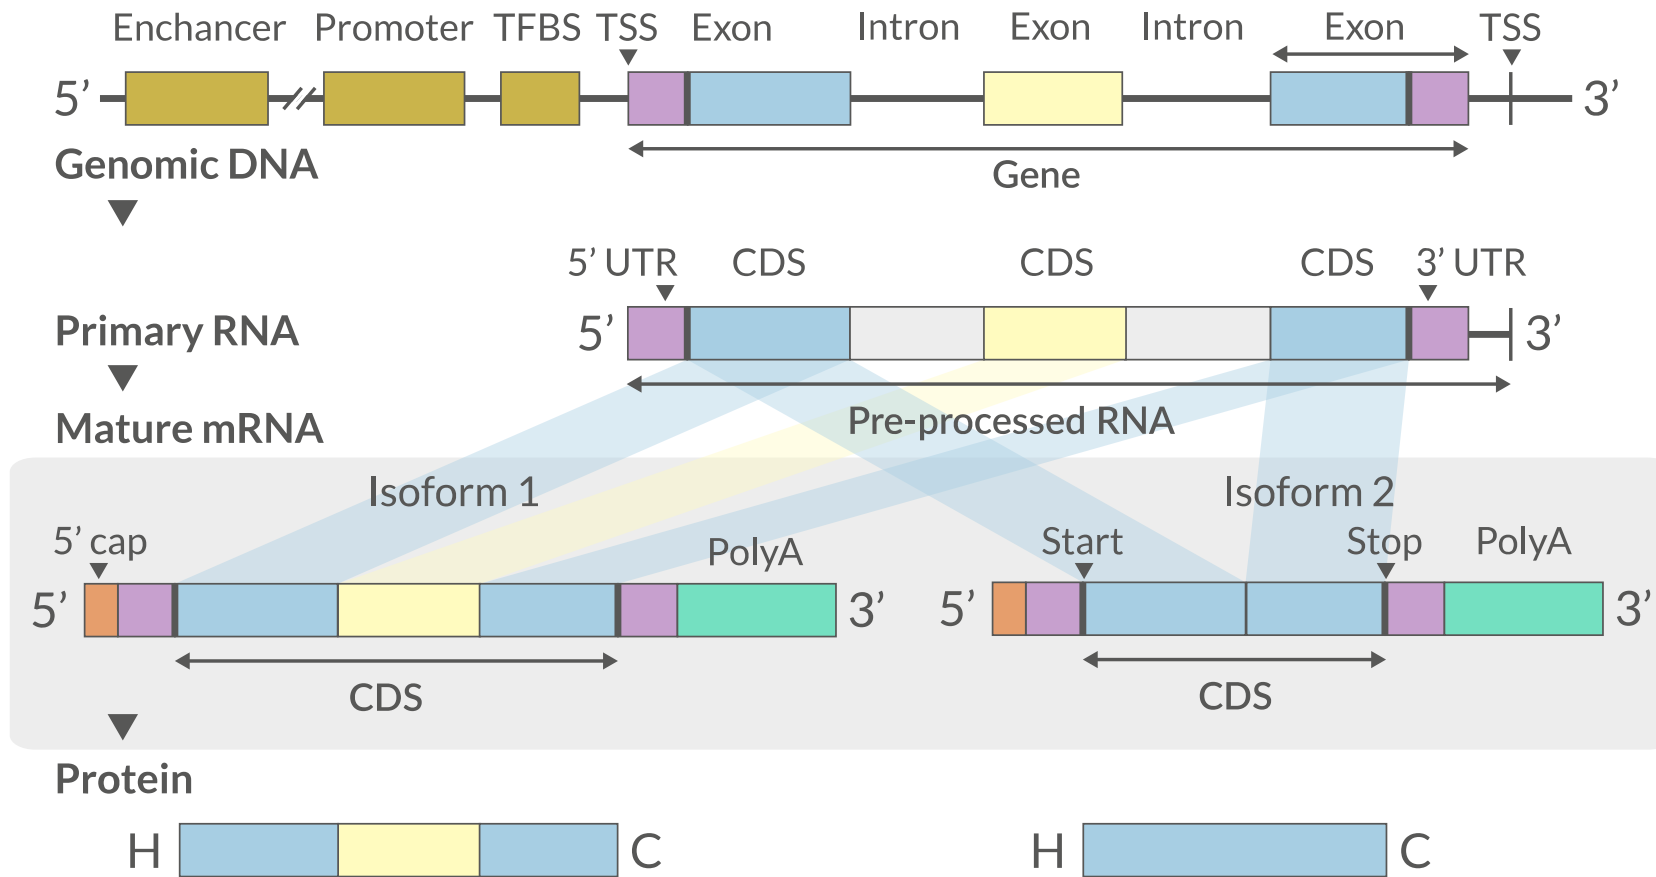 Enchancer Promoter TFBS TSS Exon Intron Exon Intron Exon TSS
5’ 3’
Genomic DNA
Gene
5’ UTR CDS CDS CDS 3’ UTR
Primary RNA 5’ 3’
Mature mRNA Pre-processed RNA
Isoform 1 Isoform 2
5’ cap PolyA Start Stop PolyA
5’ 3’ 5’ 3’
CDS CDS
Protein
H C H C